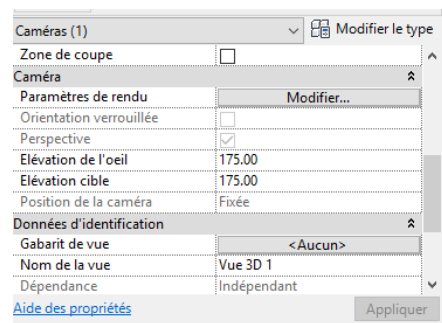 Caméras (1) Modifier le type
Zone de coupe
Caméra
Paramètres de rendu Modifier...
Orientation verrouillée
Perspective
Elévation de l'oeil 175.00
Elévation cible 175.00
Position de la caméra Fixée
Données d'identification
Gabarit de vue <Aucun>
Nom de la vue Vue 3D 1
Dépendance Indépendant
Aide des propriétés Appliquer